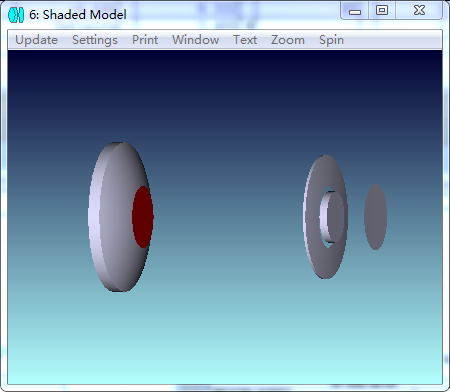 6: Shaded Model
Update Settings Print Window Text Zoom Spin